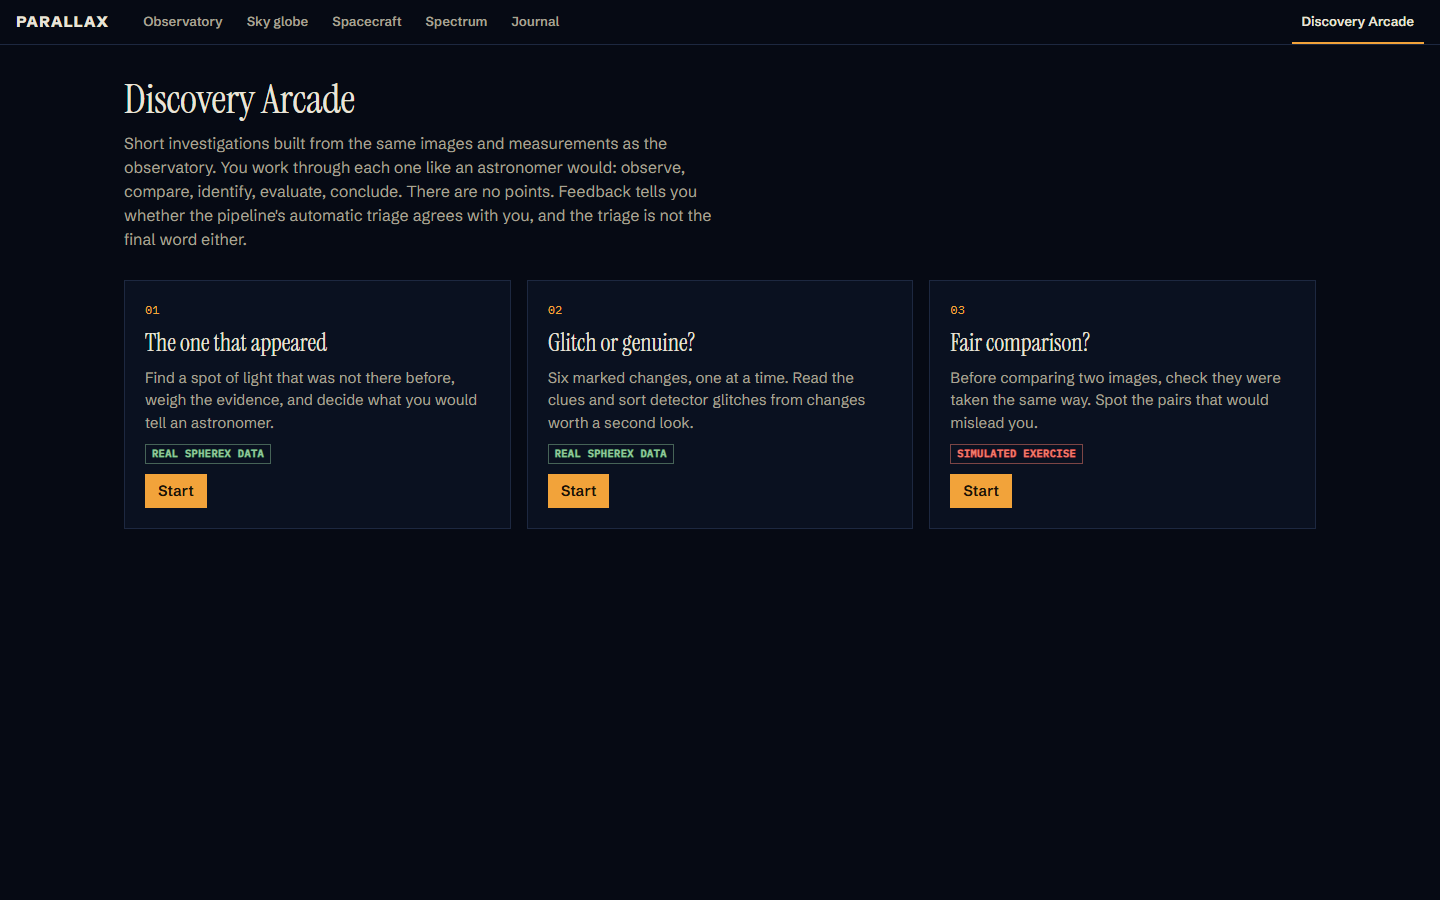 PARALLAX Observatory Sky globe Spacecraft Spectrum Journal Discovery Arcade
Discovery Arcade
Short investigations built from the same images and measurements as the
observatory. You work through each one like an astronomer would: observe,
compare, identify, evaluate, conclude. There are no points. Feedback tells you
whether the pipeline's automatic triage agrees with you, and the triage is not the
final word either.
01
The one that appeared
Find a spot of light that was not there before,
weigh the evidence, and decide what you would
tell an astronomer.
REAL SPHEREX DATA
Start
02
Glitch or genuine?
Six marked changes, one at a time. Read the
clues and sort detector glitches from changes
worth a second look.
REAL SPHEREX DATA
Start
03
Fair comparison?
Before comparing two images, check they were
taken the same way. Spot the pairs that would
mislead you.
SIMULATED EXERCISE
Start